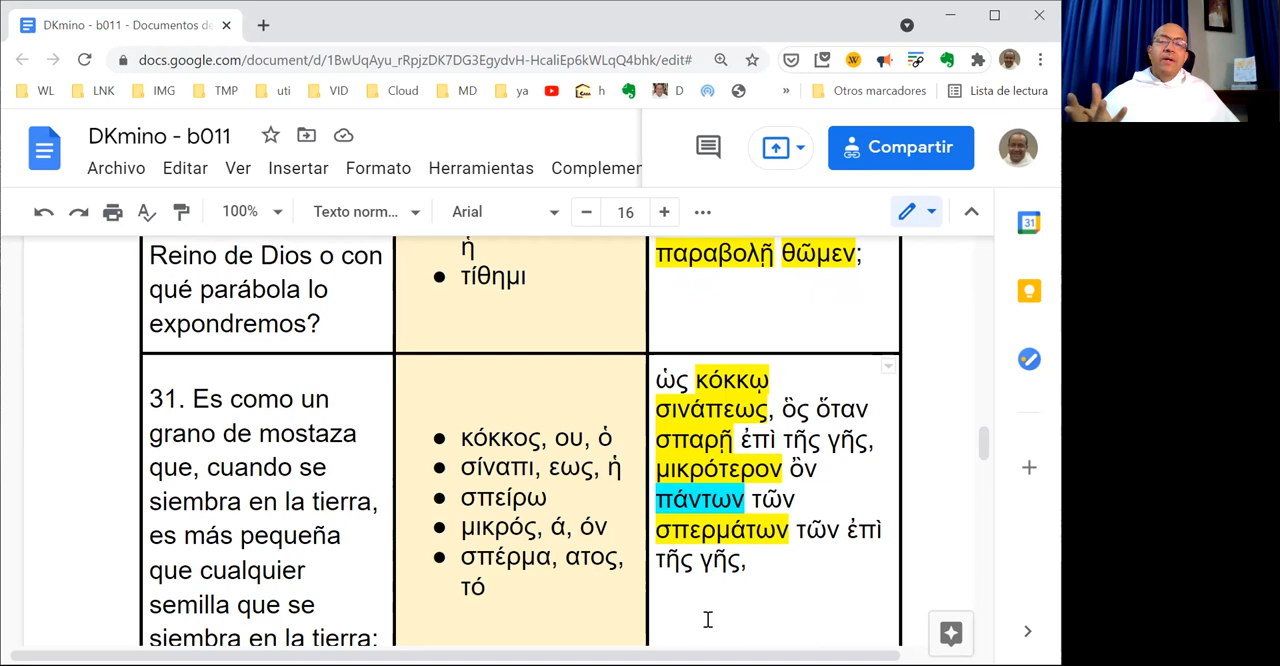 DKmino - b011 - Documentos de
docs.google.com/document/d/1BwUqAyu_rRpjzDK7DG3EgydvH-HcaliEp6kWLqQ4bhk/edit#
WL LNK IMG TMP uti VID Cloud MD ya h D » Otros marcadores Lista de lectura
DKmino - b011
Compartir
Archivo Editar Ver Insertar Formato Herramientas Complemen
100% Texto norm... Arial 16
31
Reino de Dios o con
qué parábola lo
expondremos?
ἡ
● τίθημι
παραβολῇ θῶμεν;
31. Es como un
grano de mostaza
que, cuando se
siembra en la tierra,
es más pequeña
que cualquier
semilla que se
siembra en la tierra;
● κόκκος, ου, ὁ
● σίναπι, εως, ἡ
● σπείρω
● μικρός, ά, όν
● σπέρμα, ατος,
τό
ὡς κόκκῳ
σινάπεως, ὃς ὅταν
σπαρῇ ἐπὶ τῆς γῆς,
μικρότερον ὂν
πάντων τῶν
σπερμάτων τῶν ἐπὶ
τῆς γῆς,